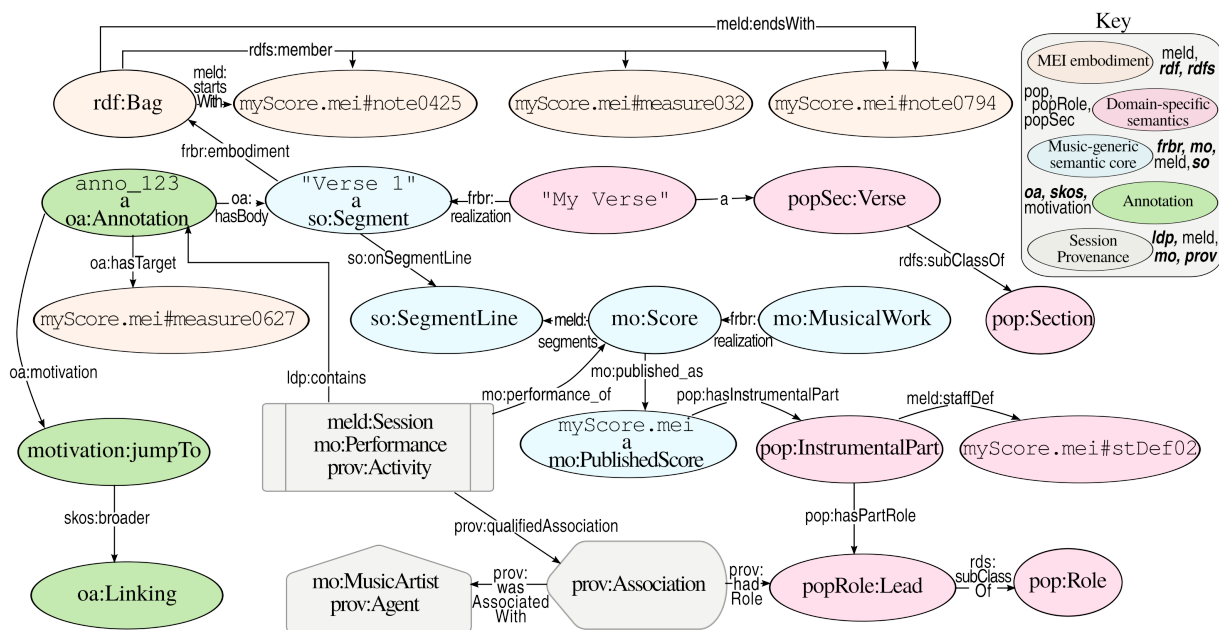 meld:endsWith
Key
rdfs:member
MEI embodiment
meld,
rdf, rdfs
meld:
starts
With
rdf:Bag
myScore.mei#note0425
myScore.mei#measure032
myScore.mei#note0794
pop,
popRole,
popSec
Domain-specific
semantics
frbr:embodiment
Music-generic
semantic core
frbr, mo,
meld, so
anno_123
a
oa:Annotation
oa:
hasBody
"Verse 1"
a
so:Segment
frbr:
realization
"My Verse"
a
popSec:Verse
oa, skos,
motivation
Annotation
Session
Provenance
ldp, meld,
mo, prov
oa:hasTarget
so:onSegmentLine
rdfs:subClassOf
myScore.mei#measure0627
so:SegmentLine
meld:
segments
mo:Score
frbr:
realization
mo:MusicalWork
pop:Section
oa:motivation
ldp:contains
mo:performance_of
mo:published_as
pop:hasInstrumentalPart
meld:staffDef
meld:Session
mo:Performance
prov:Activity
myScore.mei
a
mo:PublishedScore
pop:InstrumentalPart
myScore.mei#stDef02
motivation:jumpTo
skos:broader
prov:qualifiedAssociation
pop:hasPartRole
oa:Linking
mo:MusicArtist
prov:Agent
prov:
was
Associated
With
prov:Association
prov:
had
Role
popRole:Lead
rds:
subClass
Of
pop:Role